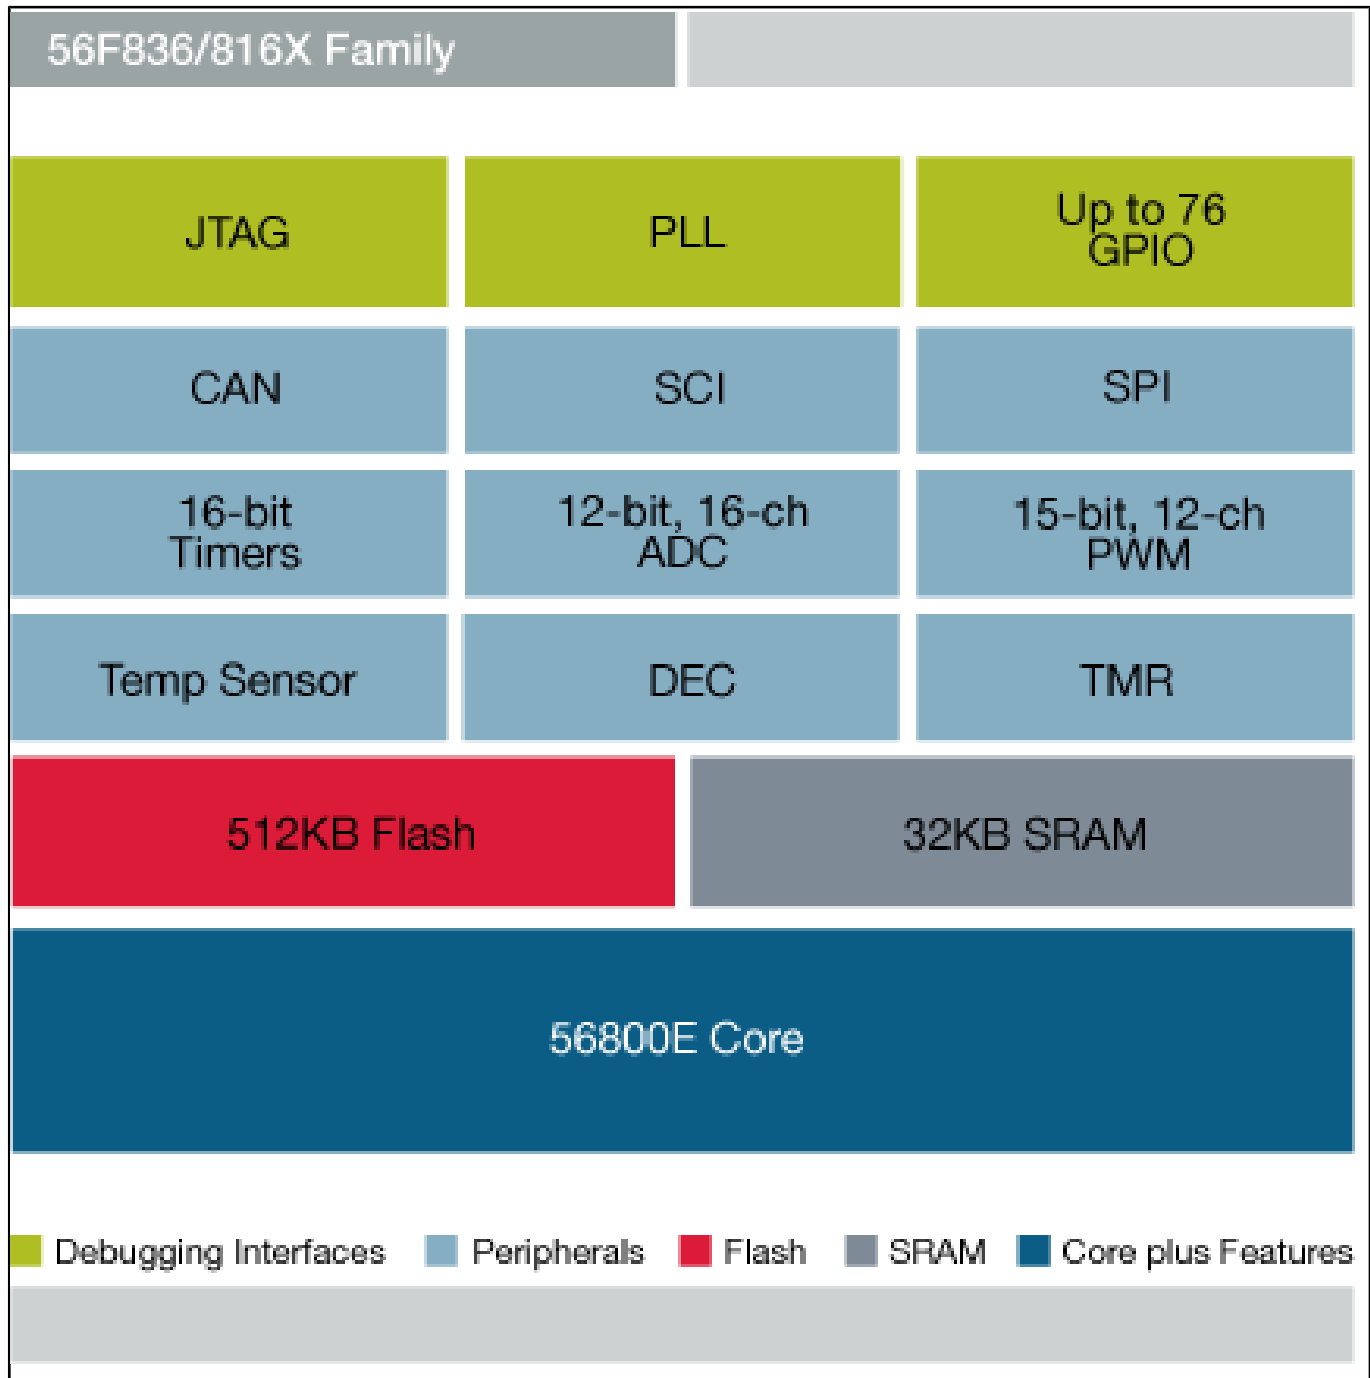 56F836/816X Family
JTAG
PLL
Up to 76
GPIO
CAN
SCI
SPI
16-bit
Timers
12-bit, 16-ch
ADC
15-bit, 12-ch
PWM
Temp Sensor
DEC
TMR
512KB Flash
32KB SRAM
56800E Core
Debugging Interfaces
Peripherals
Flash
SRAM
Core plus Features